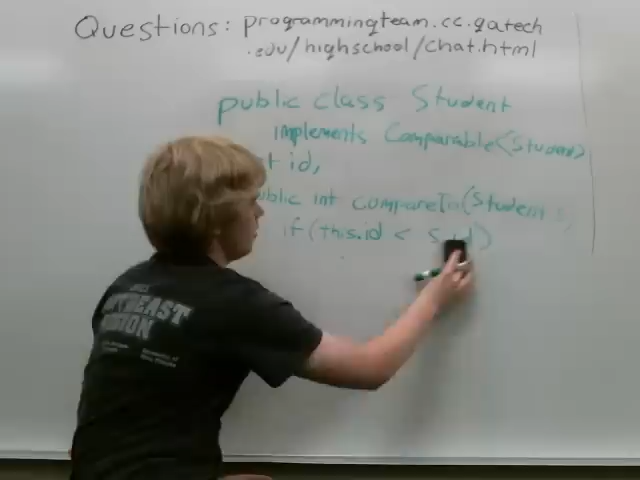 Questions: programmingteam.cc.gatech
.edu/highschool/chat.html
public class Student
implements Comparable<Student>
t id;
ublic int compareTo(Student s)
if (this.id < s.id)
REGION